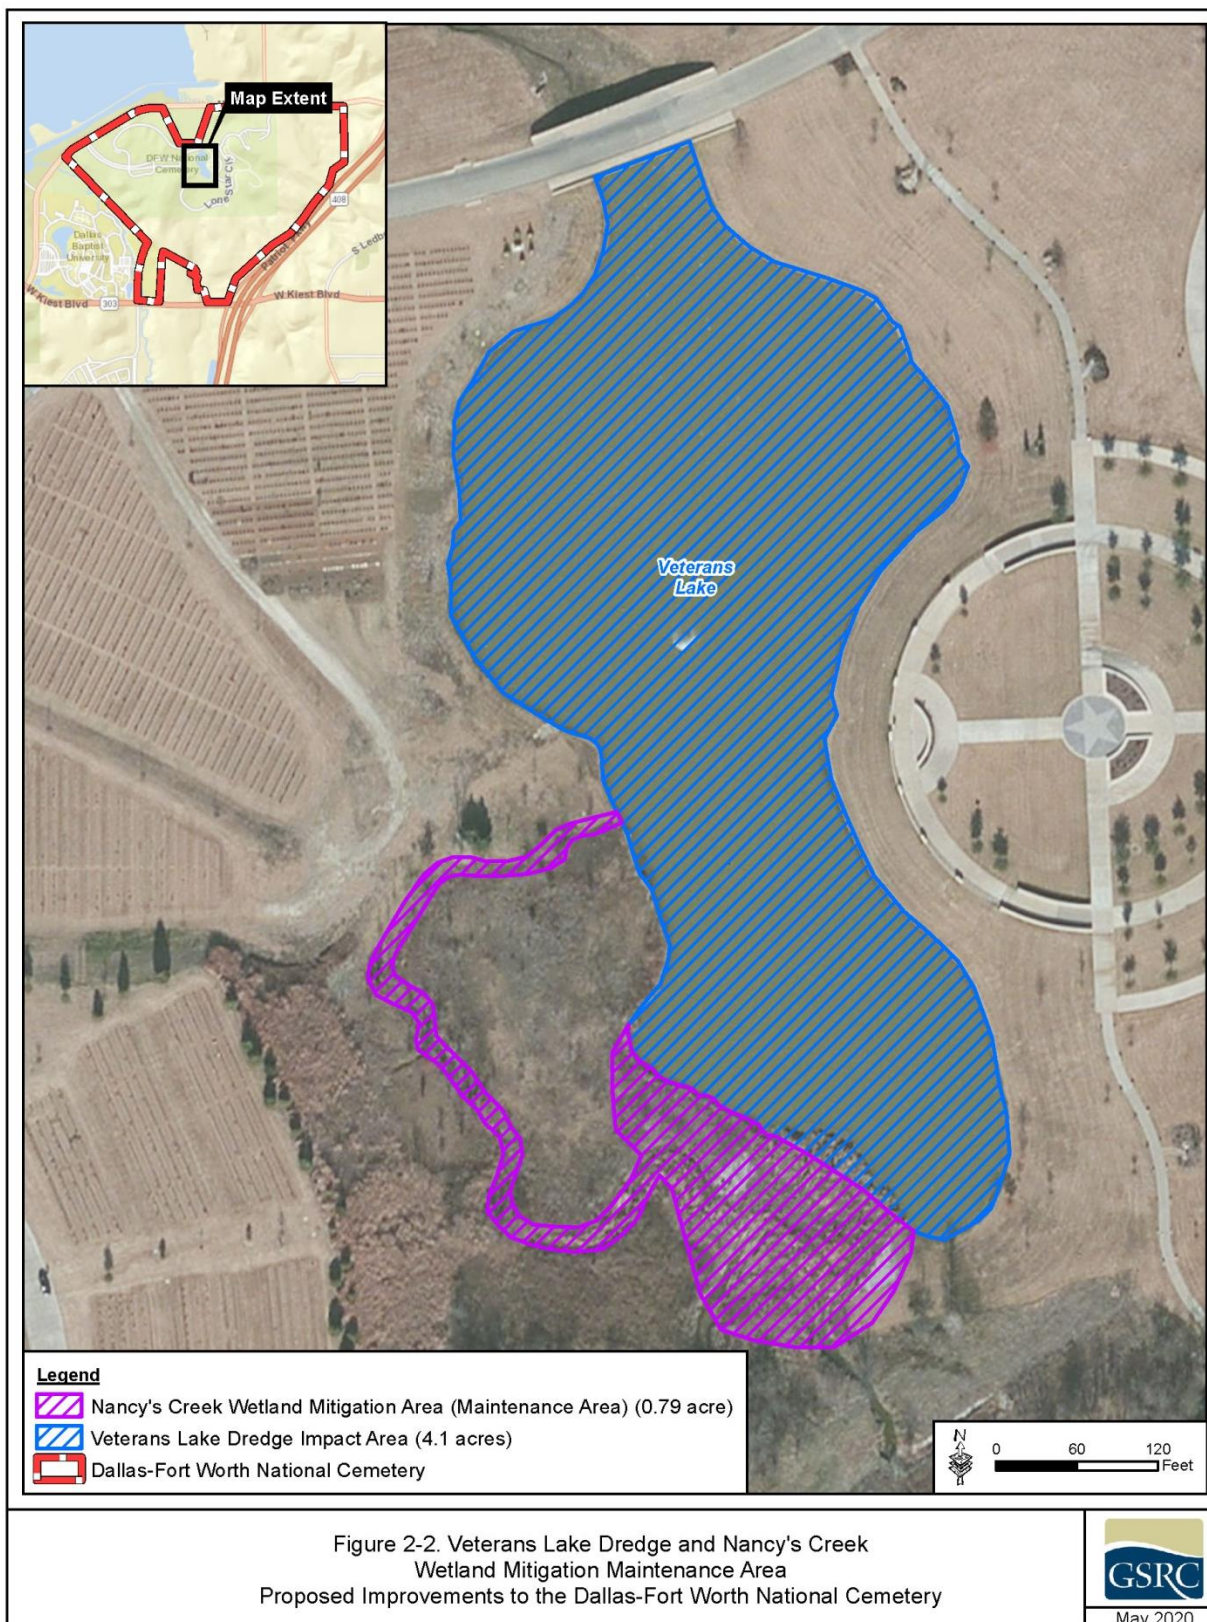 Map Extent
DFW National
Cemetery
Lone Star Cir
408
Dallas
Baptist
University
Patriot Pkwy
S Ledb
W Kiest Blvd
303
W Kiest Blvd
Veterans
Lake
Legend
Nancy's Creek Wetland Mitigation Area (Maintenance Area) (0.79 acre)
Veterans Lake Dredge Impact Area (4.1 acres)
Dallas-Fort Worth National Cemetery
N
0 60 120
Feet
Figure 2-2. Veterans Lake Dredge and Nancy's Creek
Wetland Mitigation Maintenance Area
Proposed Improvements to the Dallas-Fort Worth National Cemetery
GSRC
May 2020